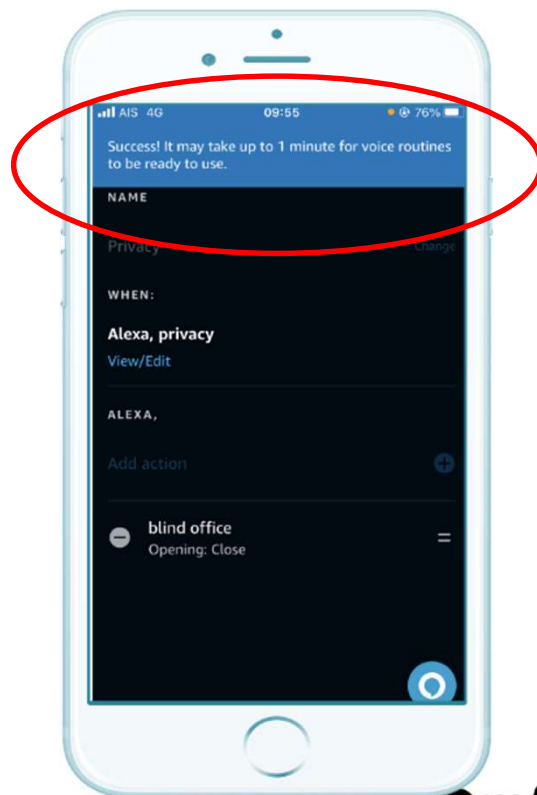 AIS 4G 09:55 76%
Success! It may take up to 1 minute for voice routines
to be ready to use.
NAME
Privacy Change
WHEN:
Alexa, privacy
View/Edit
ALEXA,
Add action
blind office
Opening: Close